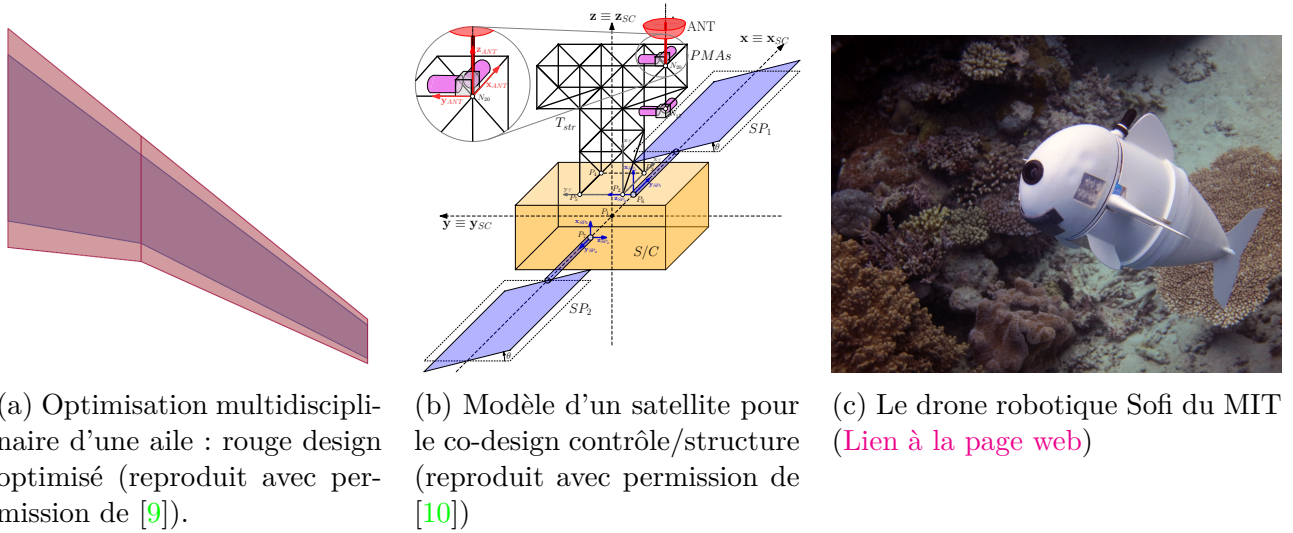 z ≡ z_SC
ANT
x ≡ x_SC
z_ANT
PMAs
x_ANT
N_20
y_ANT
N_20
T_str
SP_1
θ
y ≡ y_SC
S/C
SP_2
θ
(a) Optimisation multidiscipli-
naire d'une aile : rouge design
optimisé (reproduit avec per-
mission de [9]).
(b) Modèle d'un satellite pour
le co-design contrôle/structure
(reproduit avec permission de
[10])
(c) Le drone robotique Sofi du MIT
(Lien à la page web)